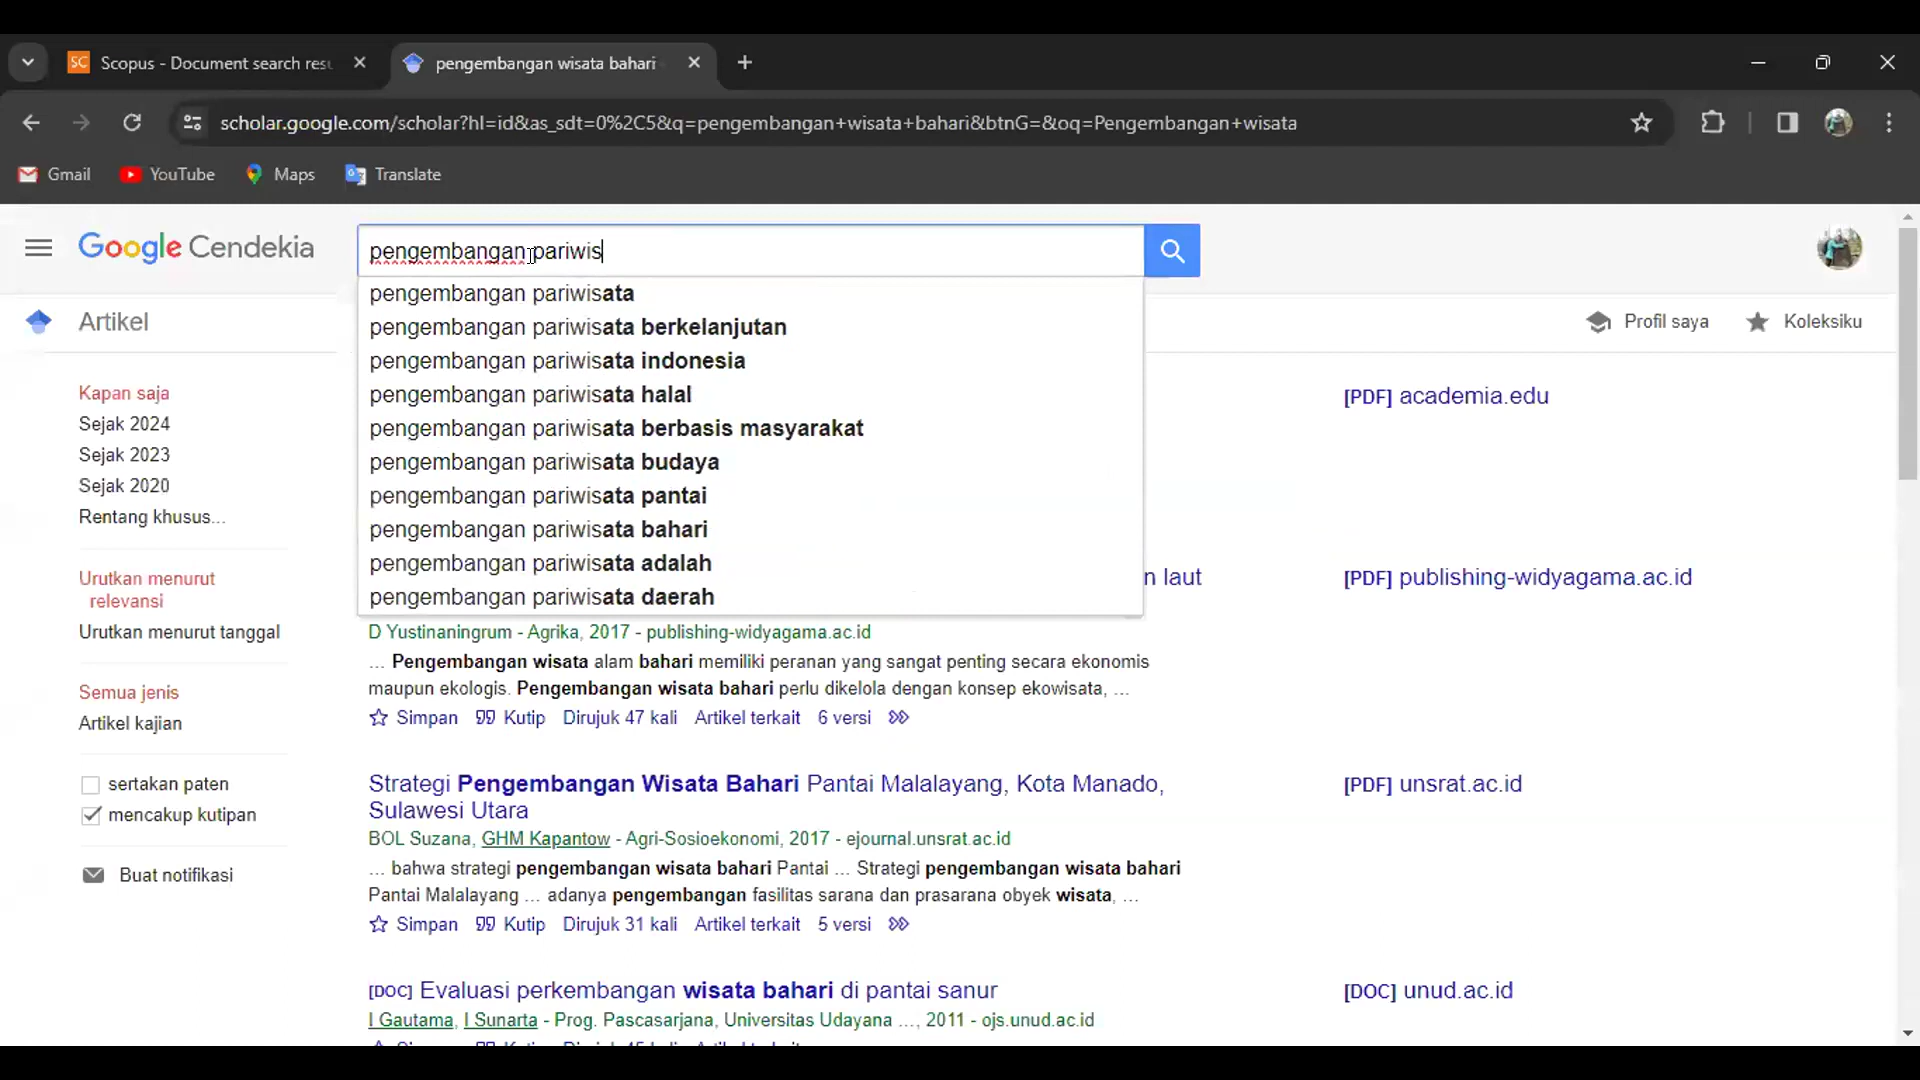 Scopus - Document search resu
pengembangan wisata bahari
scholar.google.com/scholar?hl=id&as_sdt=0%2C5&q=pengembangan+wisata+bahari&btnG=&oq=Pengembangan+wisata
Gmail YouTube Maps Translate
Google Cendekia
pengembangan pariwis
Artikel
Profil saya Koleksiku
pengembangan pariwisata
pengembangan pariwisata berkelanjutan
pengembangan pariwisata indonesia
pengembangan pariwisata halal
pengembangan pariwisata berbasis masyarakat
pengembangan pariwisata budaya
pengembangan pariwisata pantai
pengembangan pariwisata bahari
pengembangan pariwisata adalah
pengembangan pariwisata daerah
Kapan saja
Sejak 2024
Sejak 2023
Sejak 2020
Rentang khusus...
Urutkan menurut
relevansi
Urutkan menurut tanggal
Semua jenis
Artikel kajian
sertakan paten
mencakup kutipan
Buat notifikasi
[PDF] academia.edu
n laut
[PDF] publishing-widyagama.ac.id
D Yustinaningrum - Agrika, 2017 - publishing-widyagama.ac.id
... Pengembangan wisata alam bahari memiliki peranan yang sangat penting secara ekonomis
maupun ekologis. Pengembangan wisata bahari perlu dikelola dengan konsep ekowisata, ...
Simpan Kutip Dirujuk 47 kali Artikel terkait 6 versi
Strategi Pengembangan Wisata Bahari Pantai Malalayang, Kota Manado,
Sulawesi Utara
[PDF] unsrat.ac.id
BOL Suzana, GHM Kapantow - Agri-Sosioekonomi, 2017 - ejournal.unsrat.ac.id
... bahwa strategi pengembangan wisata bahari Pantai ... Strategi pengembangan wisata bahari
Pantai Malalayang ... adanya pengembangan fasilitas sarana dan prasarana obyek wisata, ...
Simpan Kutip Dirujuk 31 kali Artikel terkait 5 versi
[DOC] Evaluasi perkembangan wisata bahari di pantai sanur
[DOC] unud.ac.id
I Gautama, I Sunarta - Prog. Pascasarjana, Universitas Udayana ..., 2011 - ojs.unud.ac.id